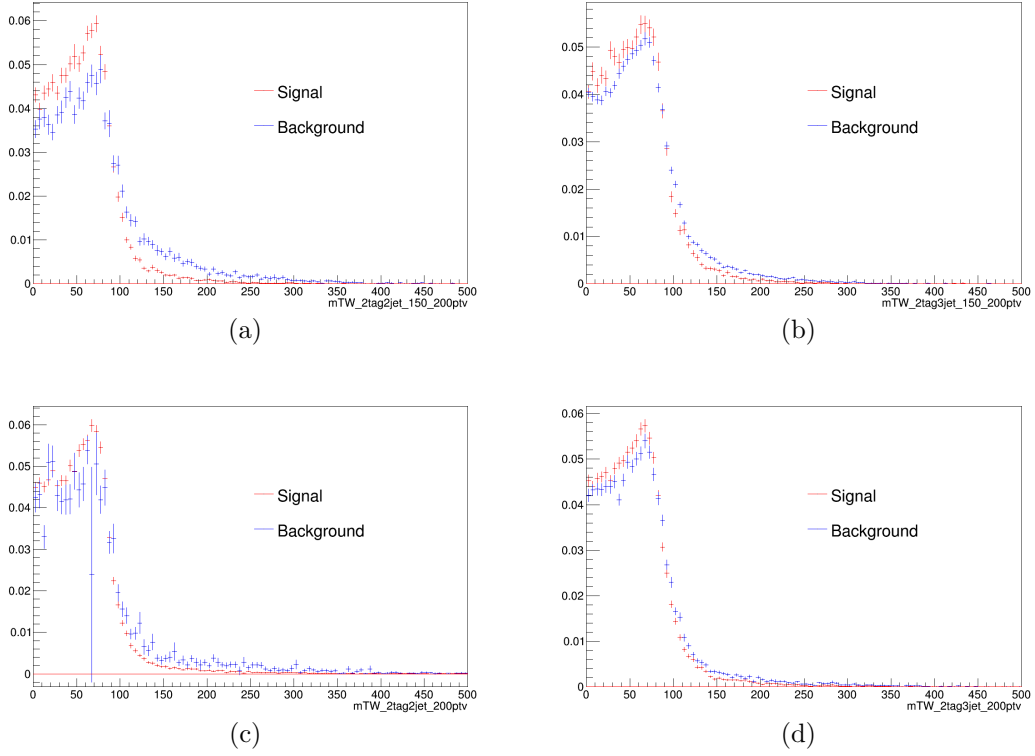 0.06
0.05
0.04
0.03
0.02
0.01
0
0 50 100 150 200 250 300 350 400 450 500
mTW_2tag2jet_150_200ptv
Signal
Background
(a)
0.05
0.04
0.03
0.02
0.01
0
0 50 100 150 200 250 300 350 400 450 500
mTW_2tag3jet_150_200ptv
Signal
Background
(b)
0.06
0.05
0.04
0.03
0.02
0.01
0
0 50 100 150 200 250 300 350 400 450 500
mTW_2tag2jet_200ptv
Signal
Background
(c)
0.06
0.05
0.04
0.03
0.02
0.01
0
0 50 100 150 200 250 300 350 400 450 500
mTW_2tag3jet_200ptv
Signal
Background
(d)